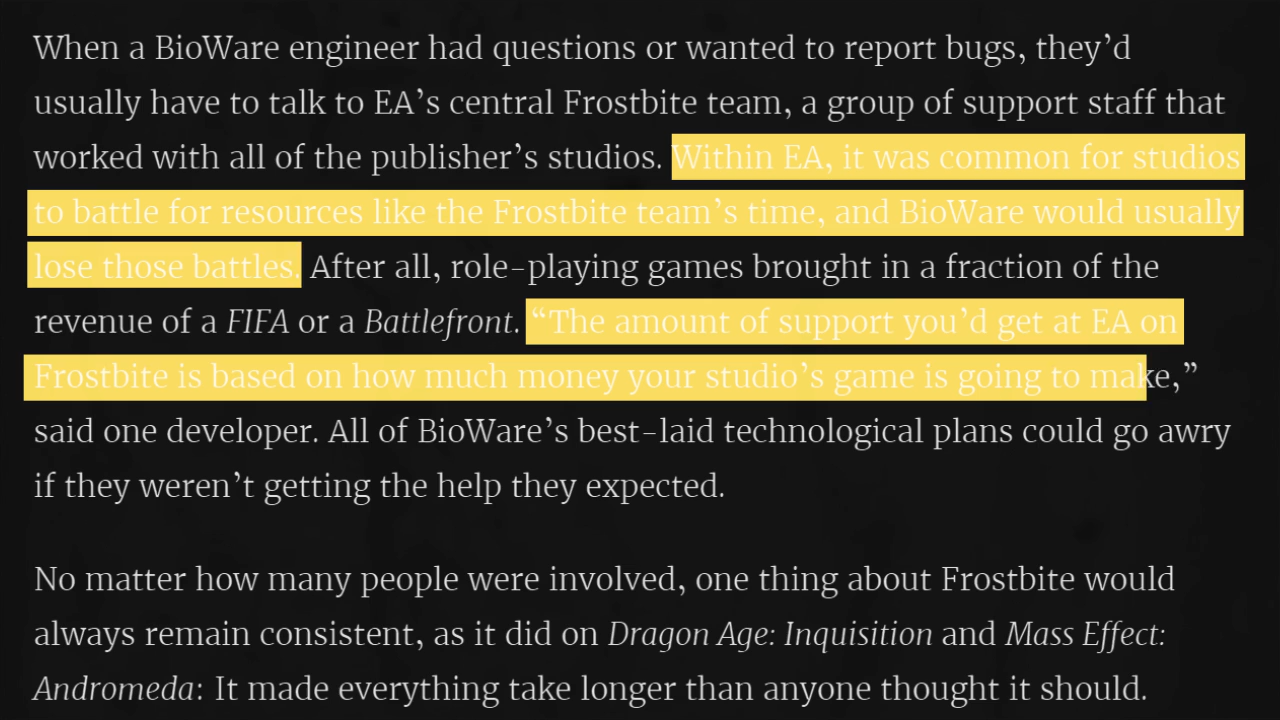 When a BioWare engineer had questions or wanted to report bugs, they’d
usually have to talk to EA’s central Frostbite team, a group of support staff that
worked with all of the publisher’s studios. Within EA, it was common for studios
to battle for resources like the Frostbite team’s time, and BioWare would usually
lose those battles. After all, role-playing games brought in a fraction of the
revenue of a FIFA or a Battlefront. “The amount of support you’d get at EA on
Frostbite is based on how much money your studio’s game is going to make,”
said one developer. All of BioWare’s best-laid technological plans could go awry
if they weren’t getting the help they expected.
No matter how many people were involved, one thing about Frostbite would
always remain consistent, as it did on Dragon Age: Inquisition and Mass Effect:
Andromeda: It made everything take longer than anyone thought it should.